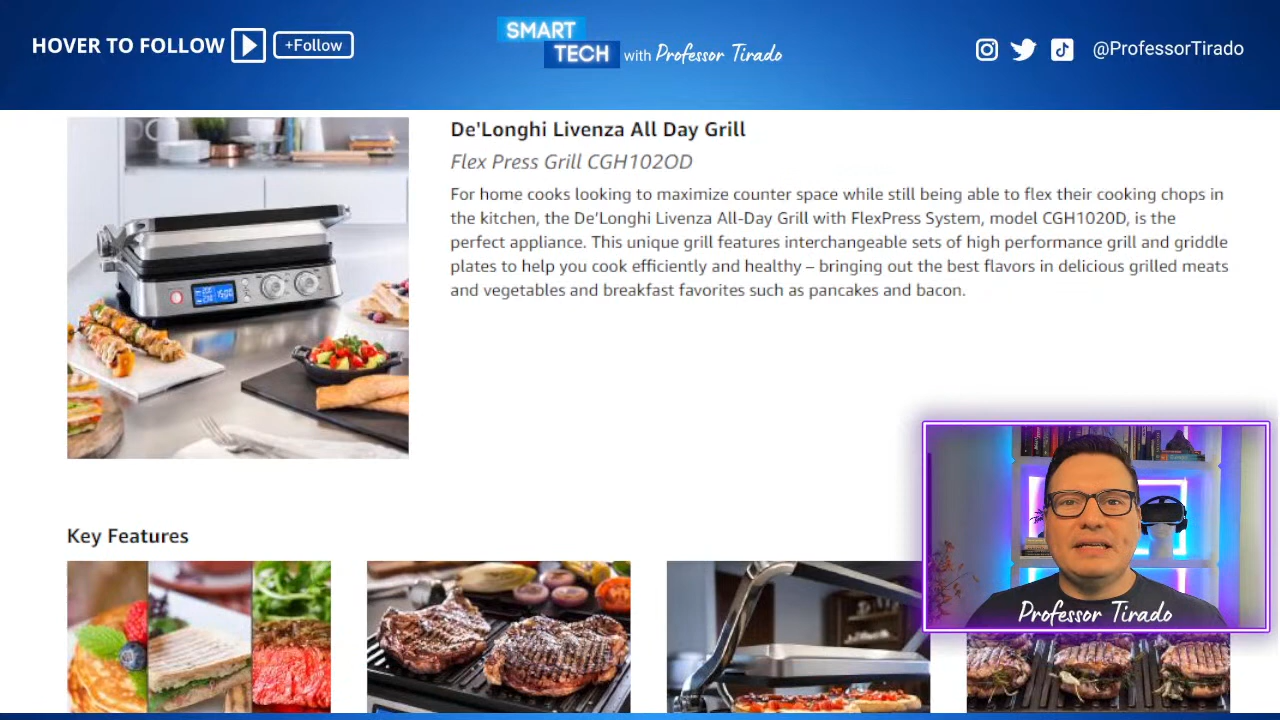 HOVER TO FOLLOW
+Follow
SMART
TECH with Professor Tirado
@ProfessorTirado
De'Longhi Livenza All Day Grill
Flex Press Grill CGH102OD
For home cooks looking to maximize counter space while still being able to flex their cooking chops in
the kitchen, the De’Longhi Livenza All-Day Grill with FlexPress System, model CGH1020D, is the
perfect appliance. This unique grill features interchangeable sets of high performance grill and griddle
plates to help you cook efficiently and healthy – bringing out the best flavors in delicious grilled meats
and vegetables and breakfast favorites such as pancakes and bacon.
Key Features
Professor Tirado